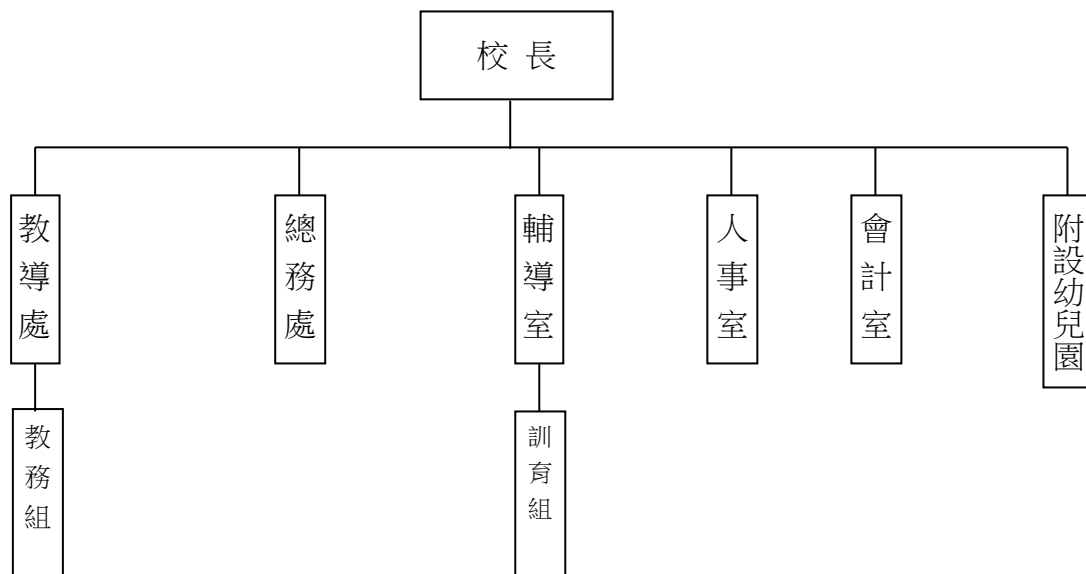 校長
教導處
總務處
輔導室
人事室
會計室
附設幼兒園
教務組
訓育組